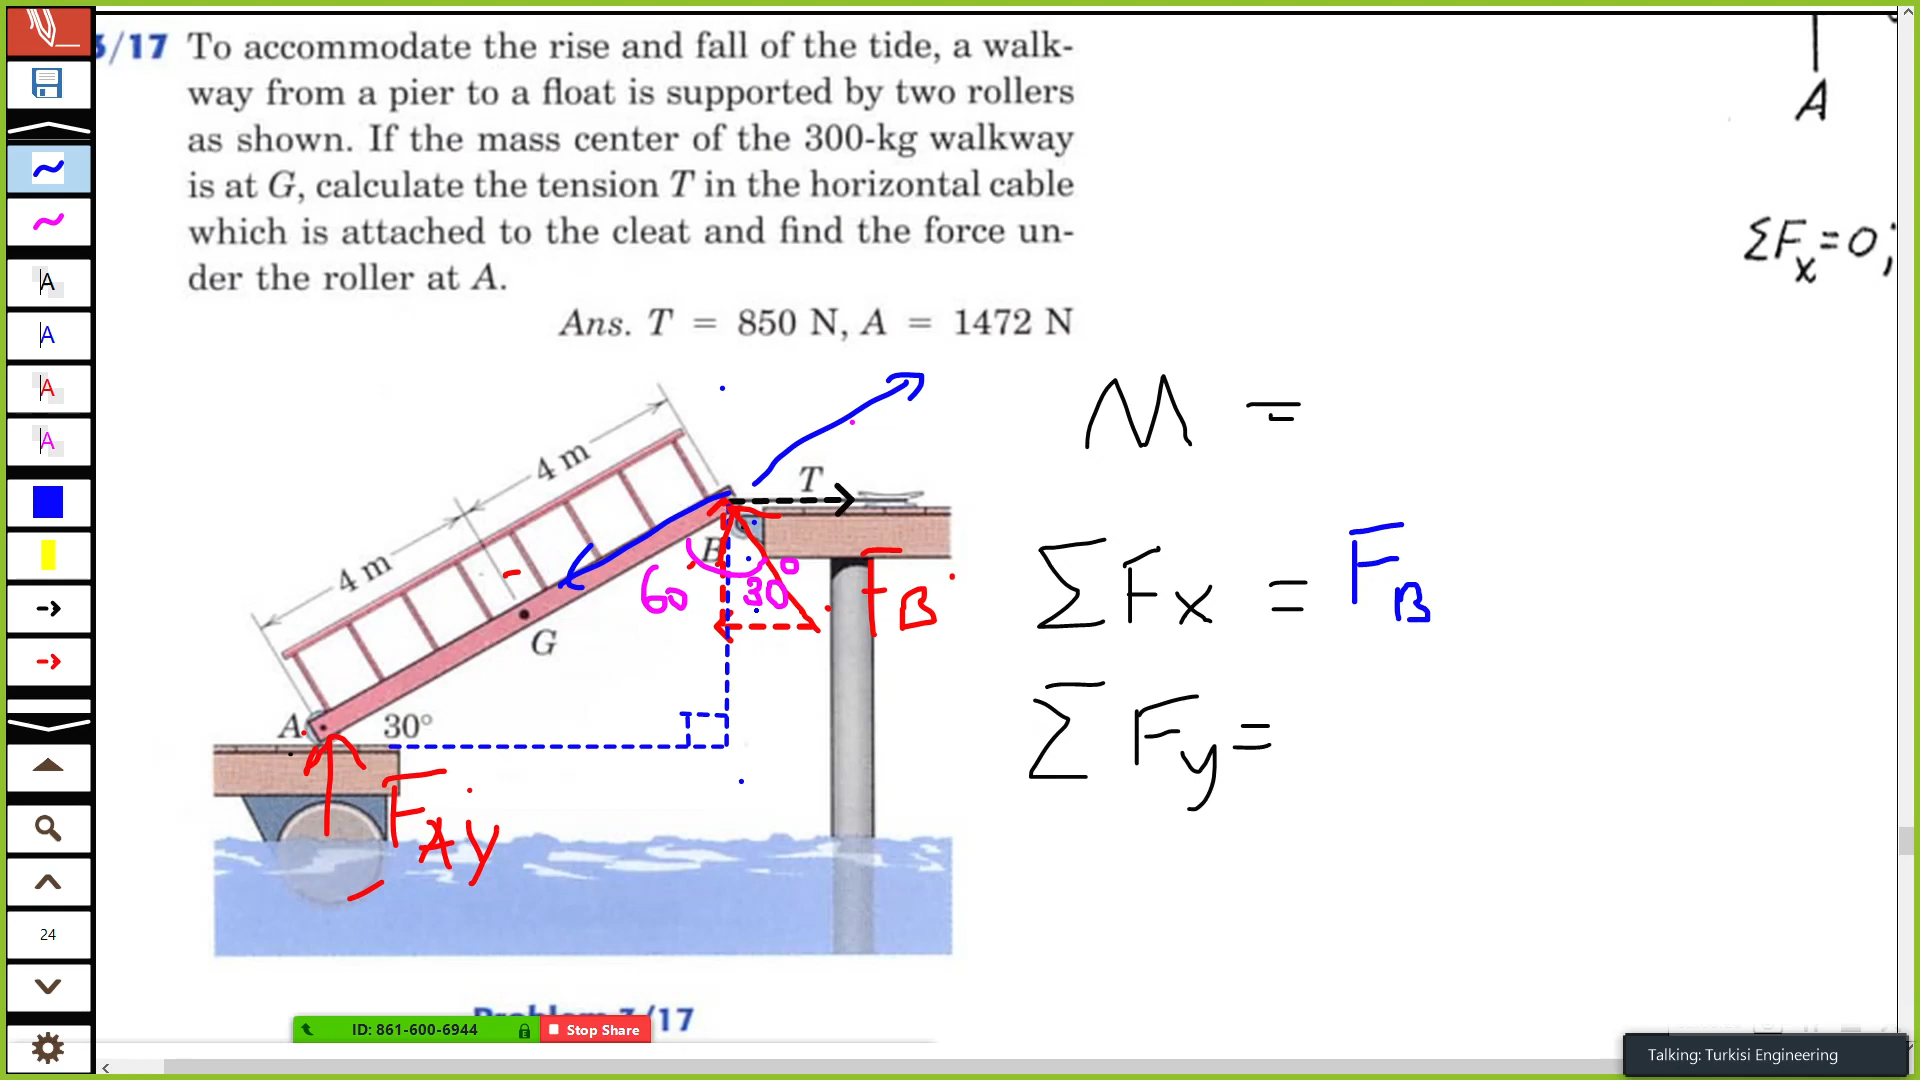 3/17 To accommodate the rise and fall of the tide, a walk-
way from a pier to a float is supported by two rollers
as shown. If the mass center of the 300-kg walkway
is at G, calculate the tension T in the horizontal cable
which is attached to the cleat and find the force un-
der the roller at A.
Ans. T = 850 N, A = 1472 N
A
ΣFx=0;
M =
ΣFx = FB
ΣFy=
4 m
4 m
T
B
60° 30°
FB
G
A 30°
FAy
Problem 3/17
A
A
A
A
24
ID: 861-600-6944
Stop Share
Talking: Turkisi Engineering